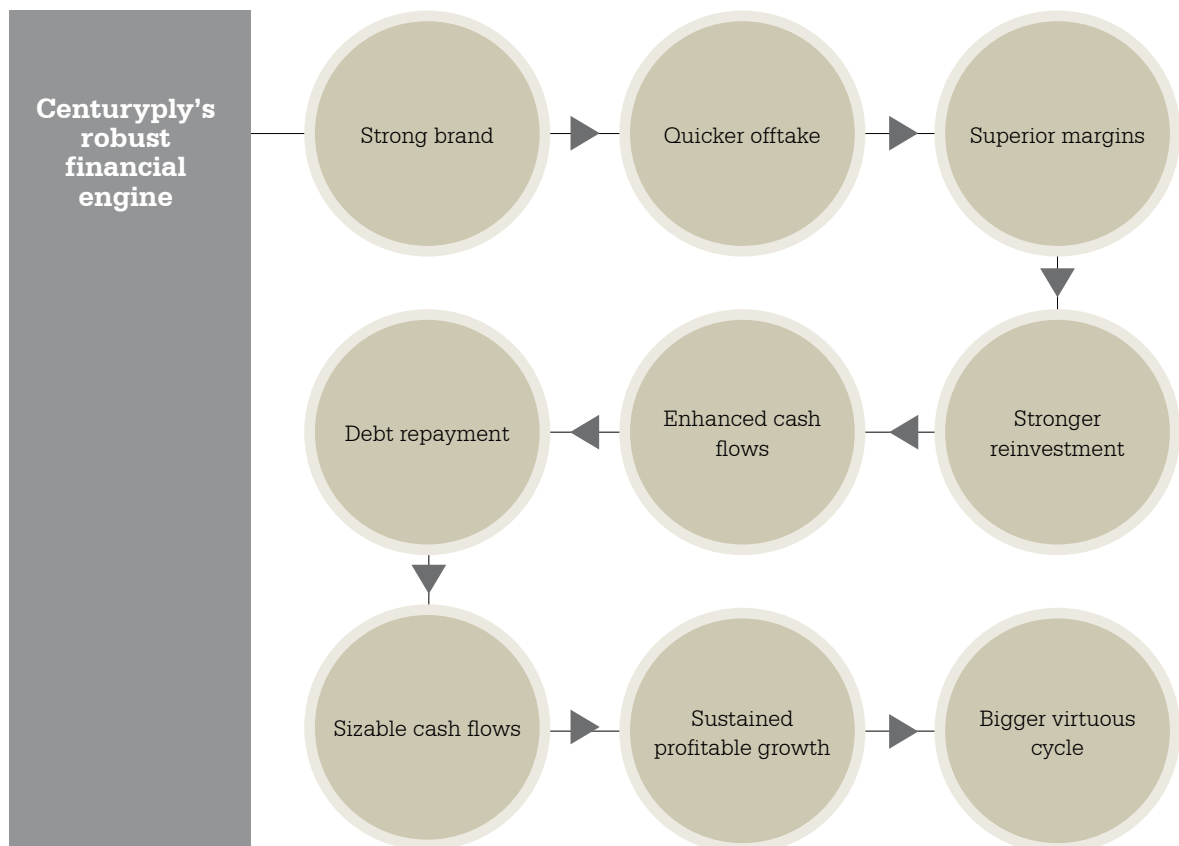 Centuryply’s
robust
financial
engine
Strong brand
Quicker offtake
Superior margins
Stronger
reinvestment
Enhanced cash
flows
Debt repayment
Sizable cash flows
Sustained
profitable growth
Bigger virtuous
cycle